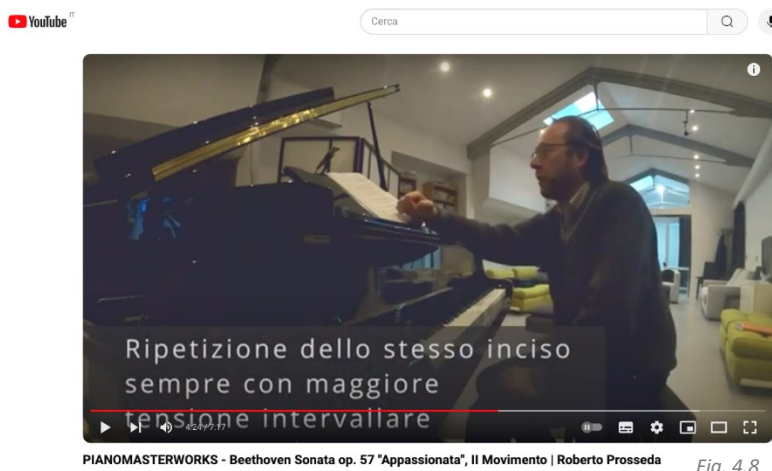 YouTube IT
Cerca
Ripetizione dello stesso inciso
sempre con maggiore
tensione intervallare
4:24 / 7:17
PIANOMASTERWORKS - Beethoven Sonata op. 57 "Appassionata", II Movimento | Roberto Prosseda
Fig. 4.8